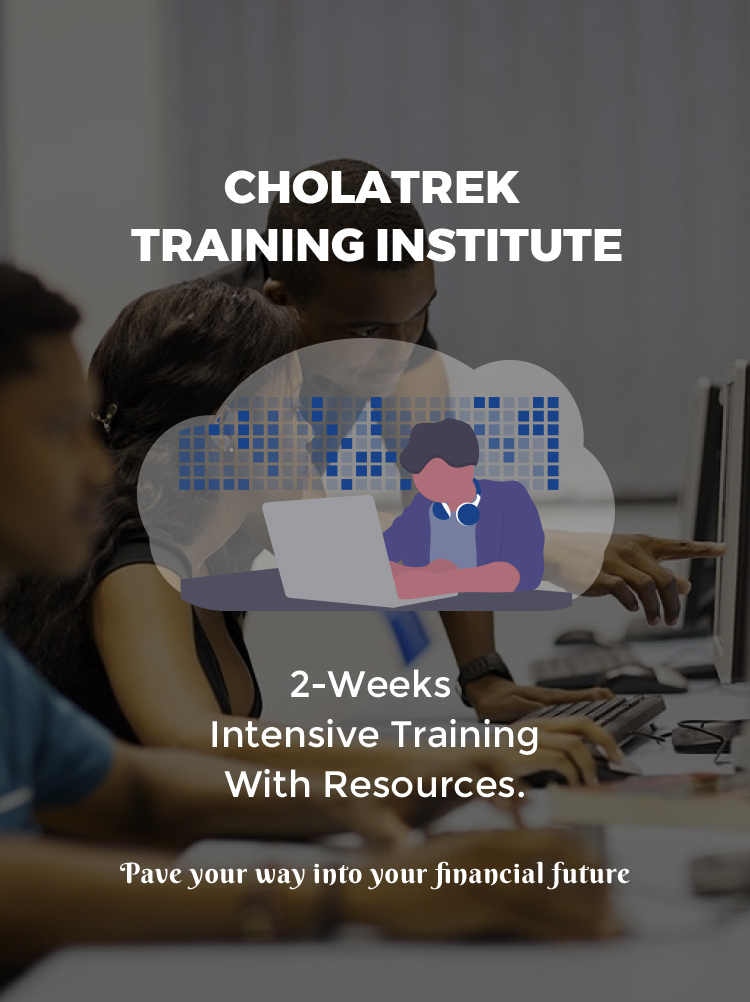 CHOLATREK
TRAINING INSTITUTE
2-Weeks
Intensive Training
With Resources.
Pave your way into your financial future